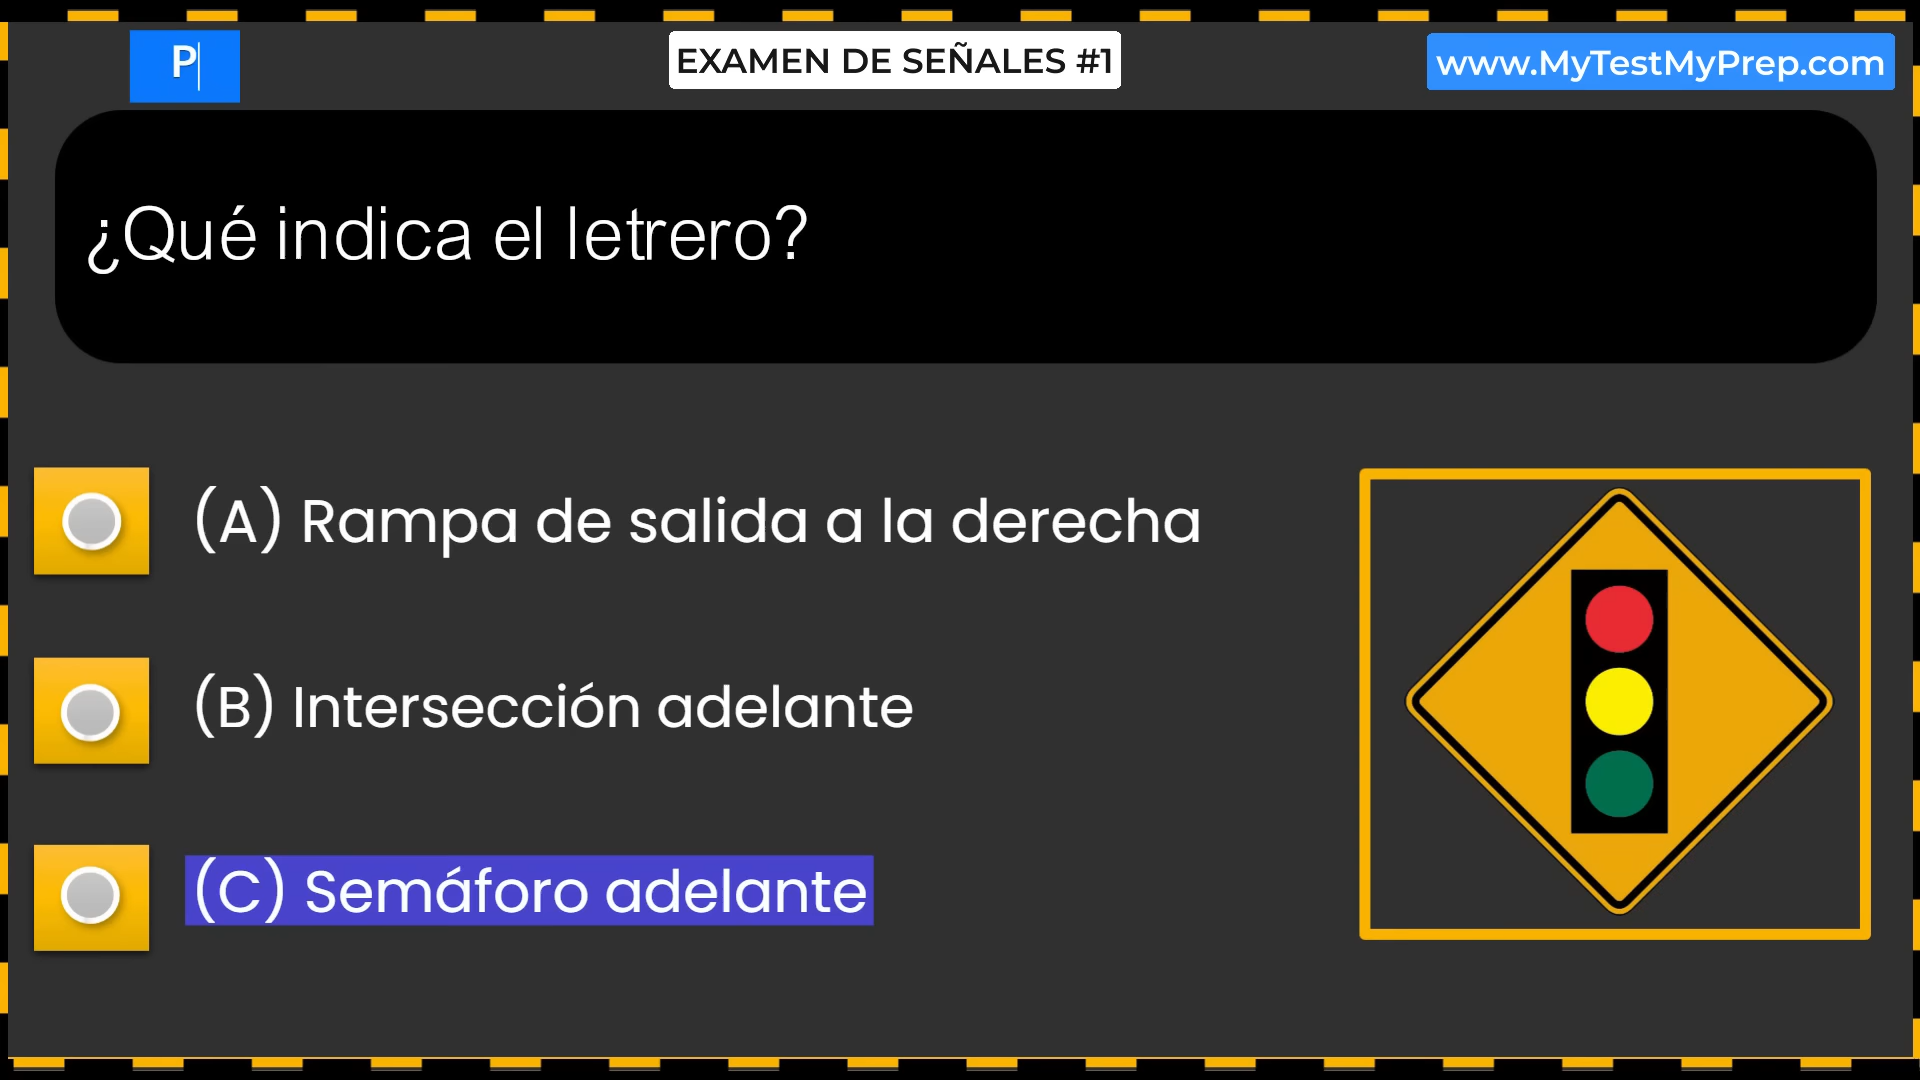 P
EXAMEN DE SEÑALES #1
www.MyTestMyPrep.com
¿Qué indica el letrero?
(A) Rampa de salida a la derecha
(B) Intersección adelante
(C) Semáforo adelante